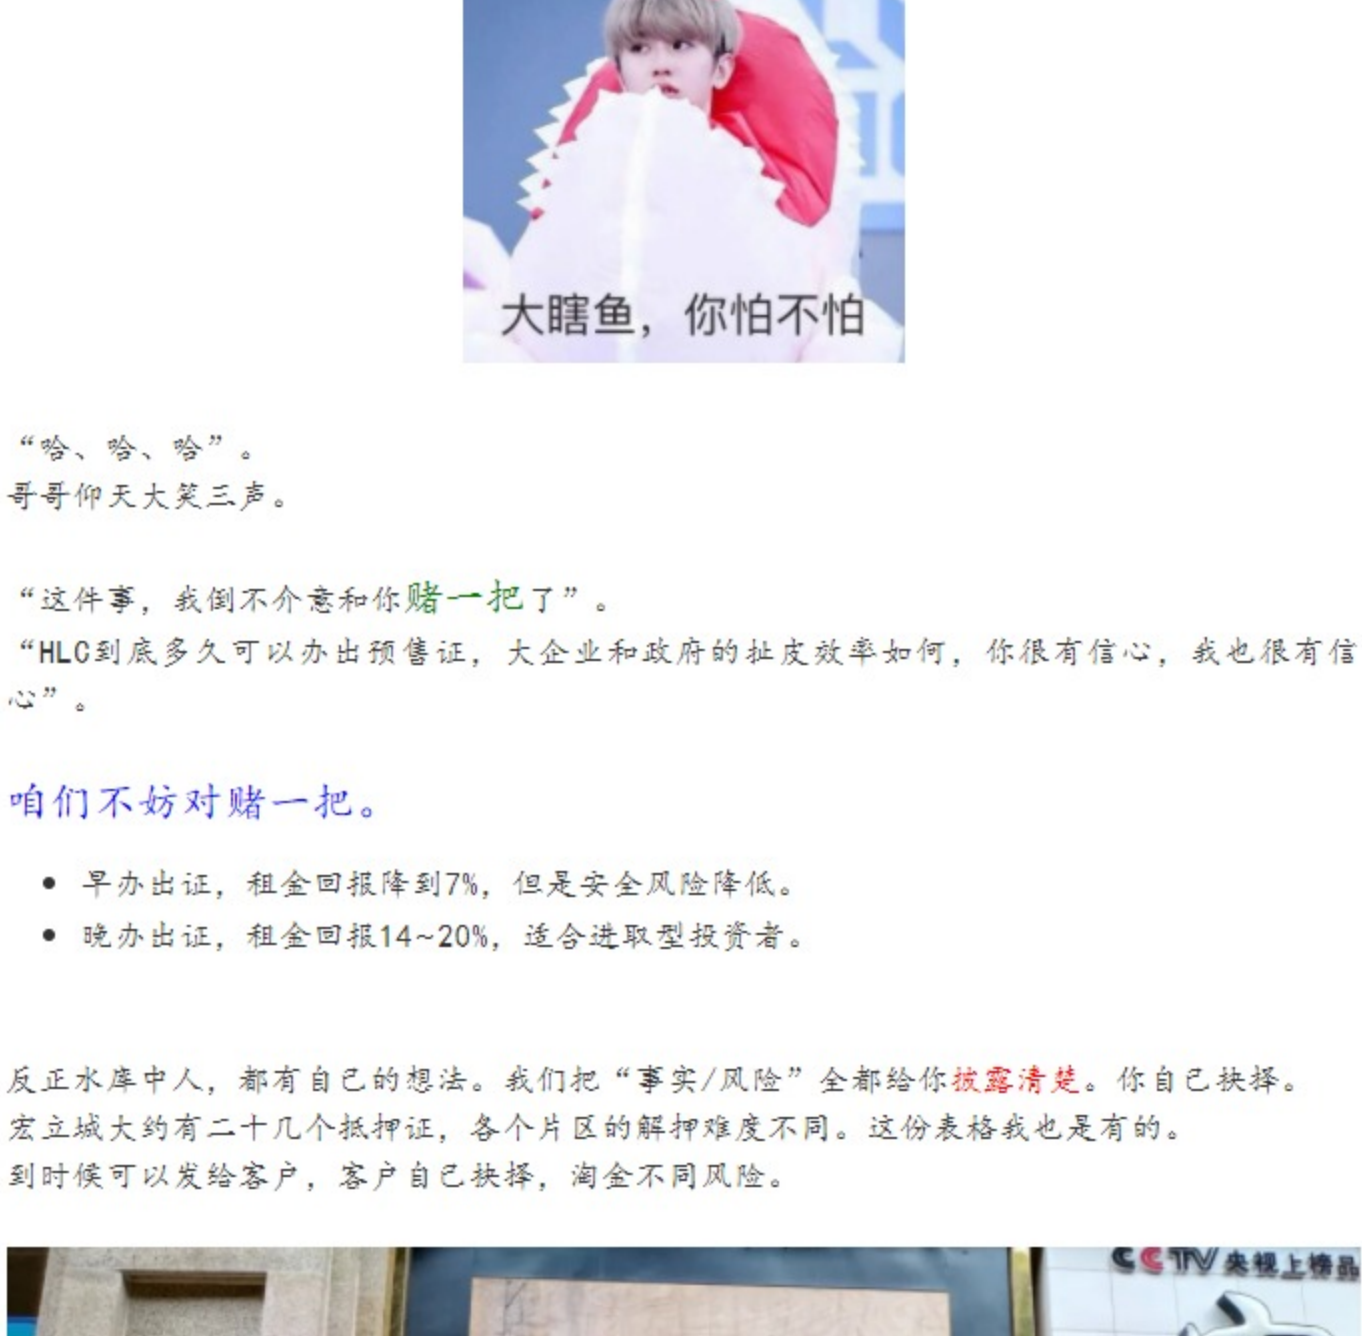 大瞎鱼，你怕不怕
“哈、哈、哈”。
哥哥仰天大笑三声。
“这件事，我倒不介意和你赌一把了”。
“HLC到底多久可以办出预售证，大企业和政府的扯皮效率如何，你很有信心，我也很有信
心”。
咱们不妨对赌一把。
• 早办出证，租金回报降到7%，但是安全风险降低。
• 晚办出证，租金回报14~20%，适合进取型投资者。
反正水库中人，都有自己的想法。我们把“事实/风险”全都给你披露清楚。你自己抉择。
宏立城大约有二十几个抵押证，各个片区的解押难度不同。这份表格我也是有的。
到时候可以发给客户，客户自己抉择，淘金不同风险。
CCTV 央视上榜品